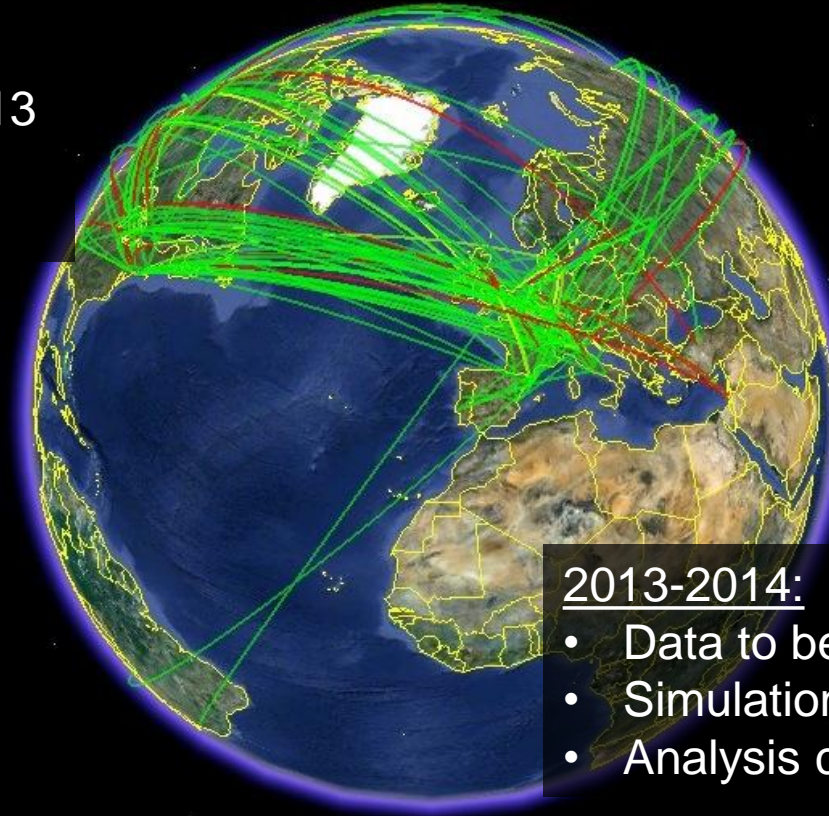 13
2013-2014:
• Data to be
• Simulation
• Analysis